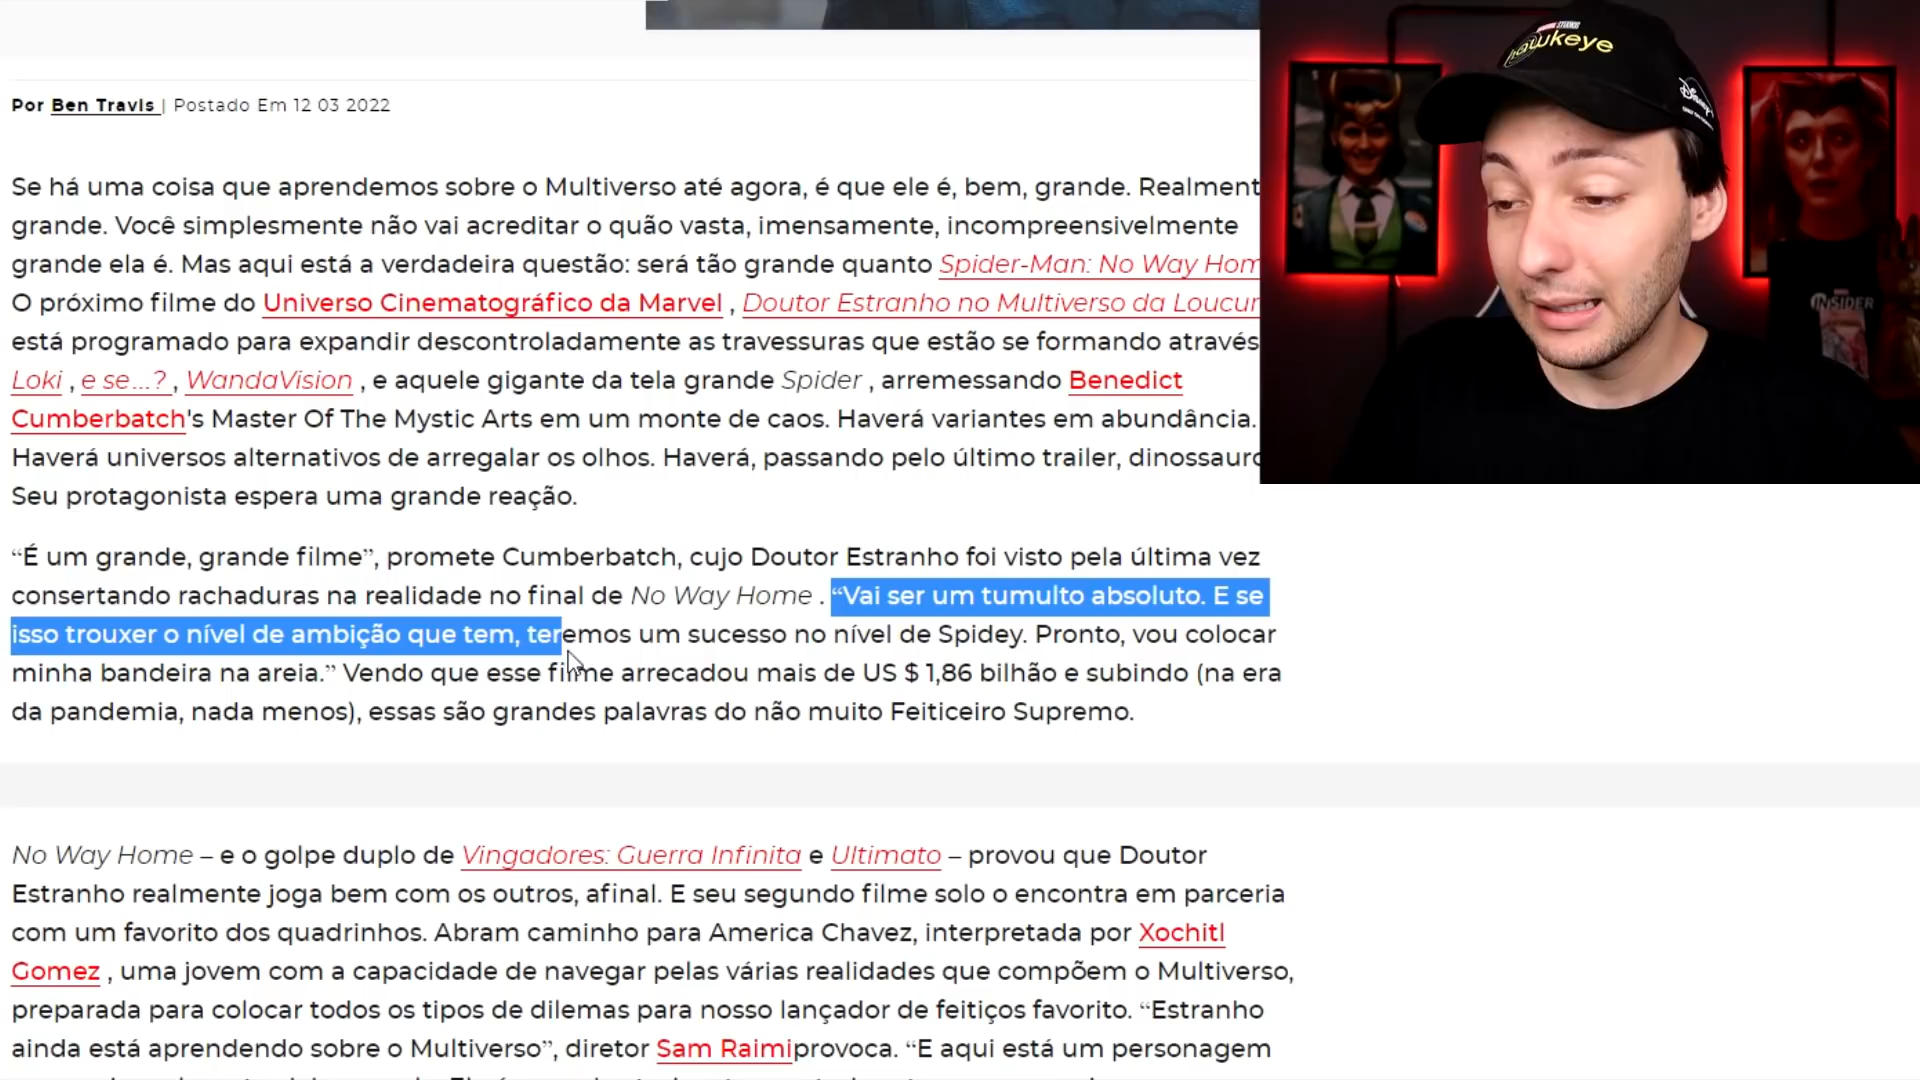 Por Ben Travis | Postado Em 12 03 2022
Se há uma coisa que aprendemos sobre o Multiverso até agora, é que ele é, bem, grande. Realment
grande. Você simplesmente não vai acreditar o quão vasta, imensamente, incompreensivelmente
grande ela é. Mas aqui está a verdadeira questão: será tão grande quanto Spider-Man: No Way Hom
O próximo filme do Universo Cinematográfico da Marvel , Doutor Estranho no Multiverso da Loucur
está programado para expandir descontroladamente as travessuras que estão se formando através
Loki , e se...? , WandaVision , e aquele gigante da tela grande Spider , arremessando Benedict
Cumberbatch's Master Of The Mystic Arts em um monte de caos. Haverá variantes em abundância.
Haverá universos alternativos de arregalar os olhos. Haverá, passando pelo último trailer, dinossauro
Seu protagonista espera uma grande reação.
“É um grande, grande filme”, promete Cumberbatch, cujo Doutor Estranho foi visto pela última vez
consertando rachaduras na realidade no final de No Way Home . “Vai ser um tumulto absoluto. E se
isso trouxer o nível de ambição que tem, teremos um sucesso no nível de Spidey. Pronto, vou colocar
minha bandeira na areia.” Vendo que esse filme arrecadou mais de US $ 1,86 bilhão e subindo (na era
da pandemia, nada menos), essas são grandes palavras do não muito Feiticeiro Supremo.
No Way Home – e o golpe duplo de Vingadores: Guerra Infinita e Ultimato – provou que Doutor
Estranho realmente joga bem com os outros, afinal. E seu segundo filme solo o encontra em parceria
com um favorito dos quadrinhos. Abram caminho para America Chavez, interpretada por Xochitl
Gomez , uma jovem com a capacidade de navegar pelas várias realidades que compõem o Multiverso,
preparada para colocar todos os tipos de dilemas para nosso lançador de feitiços favorito. “Estranho
ainda está aprendendo sobre o Multiverso”, diretor Sam Raimiprovoca. “E aqui está um personagem
hawkeye
Disney
INSIDER